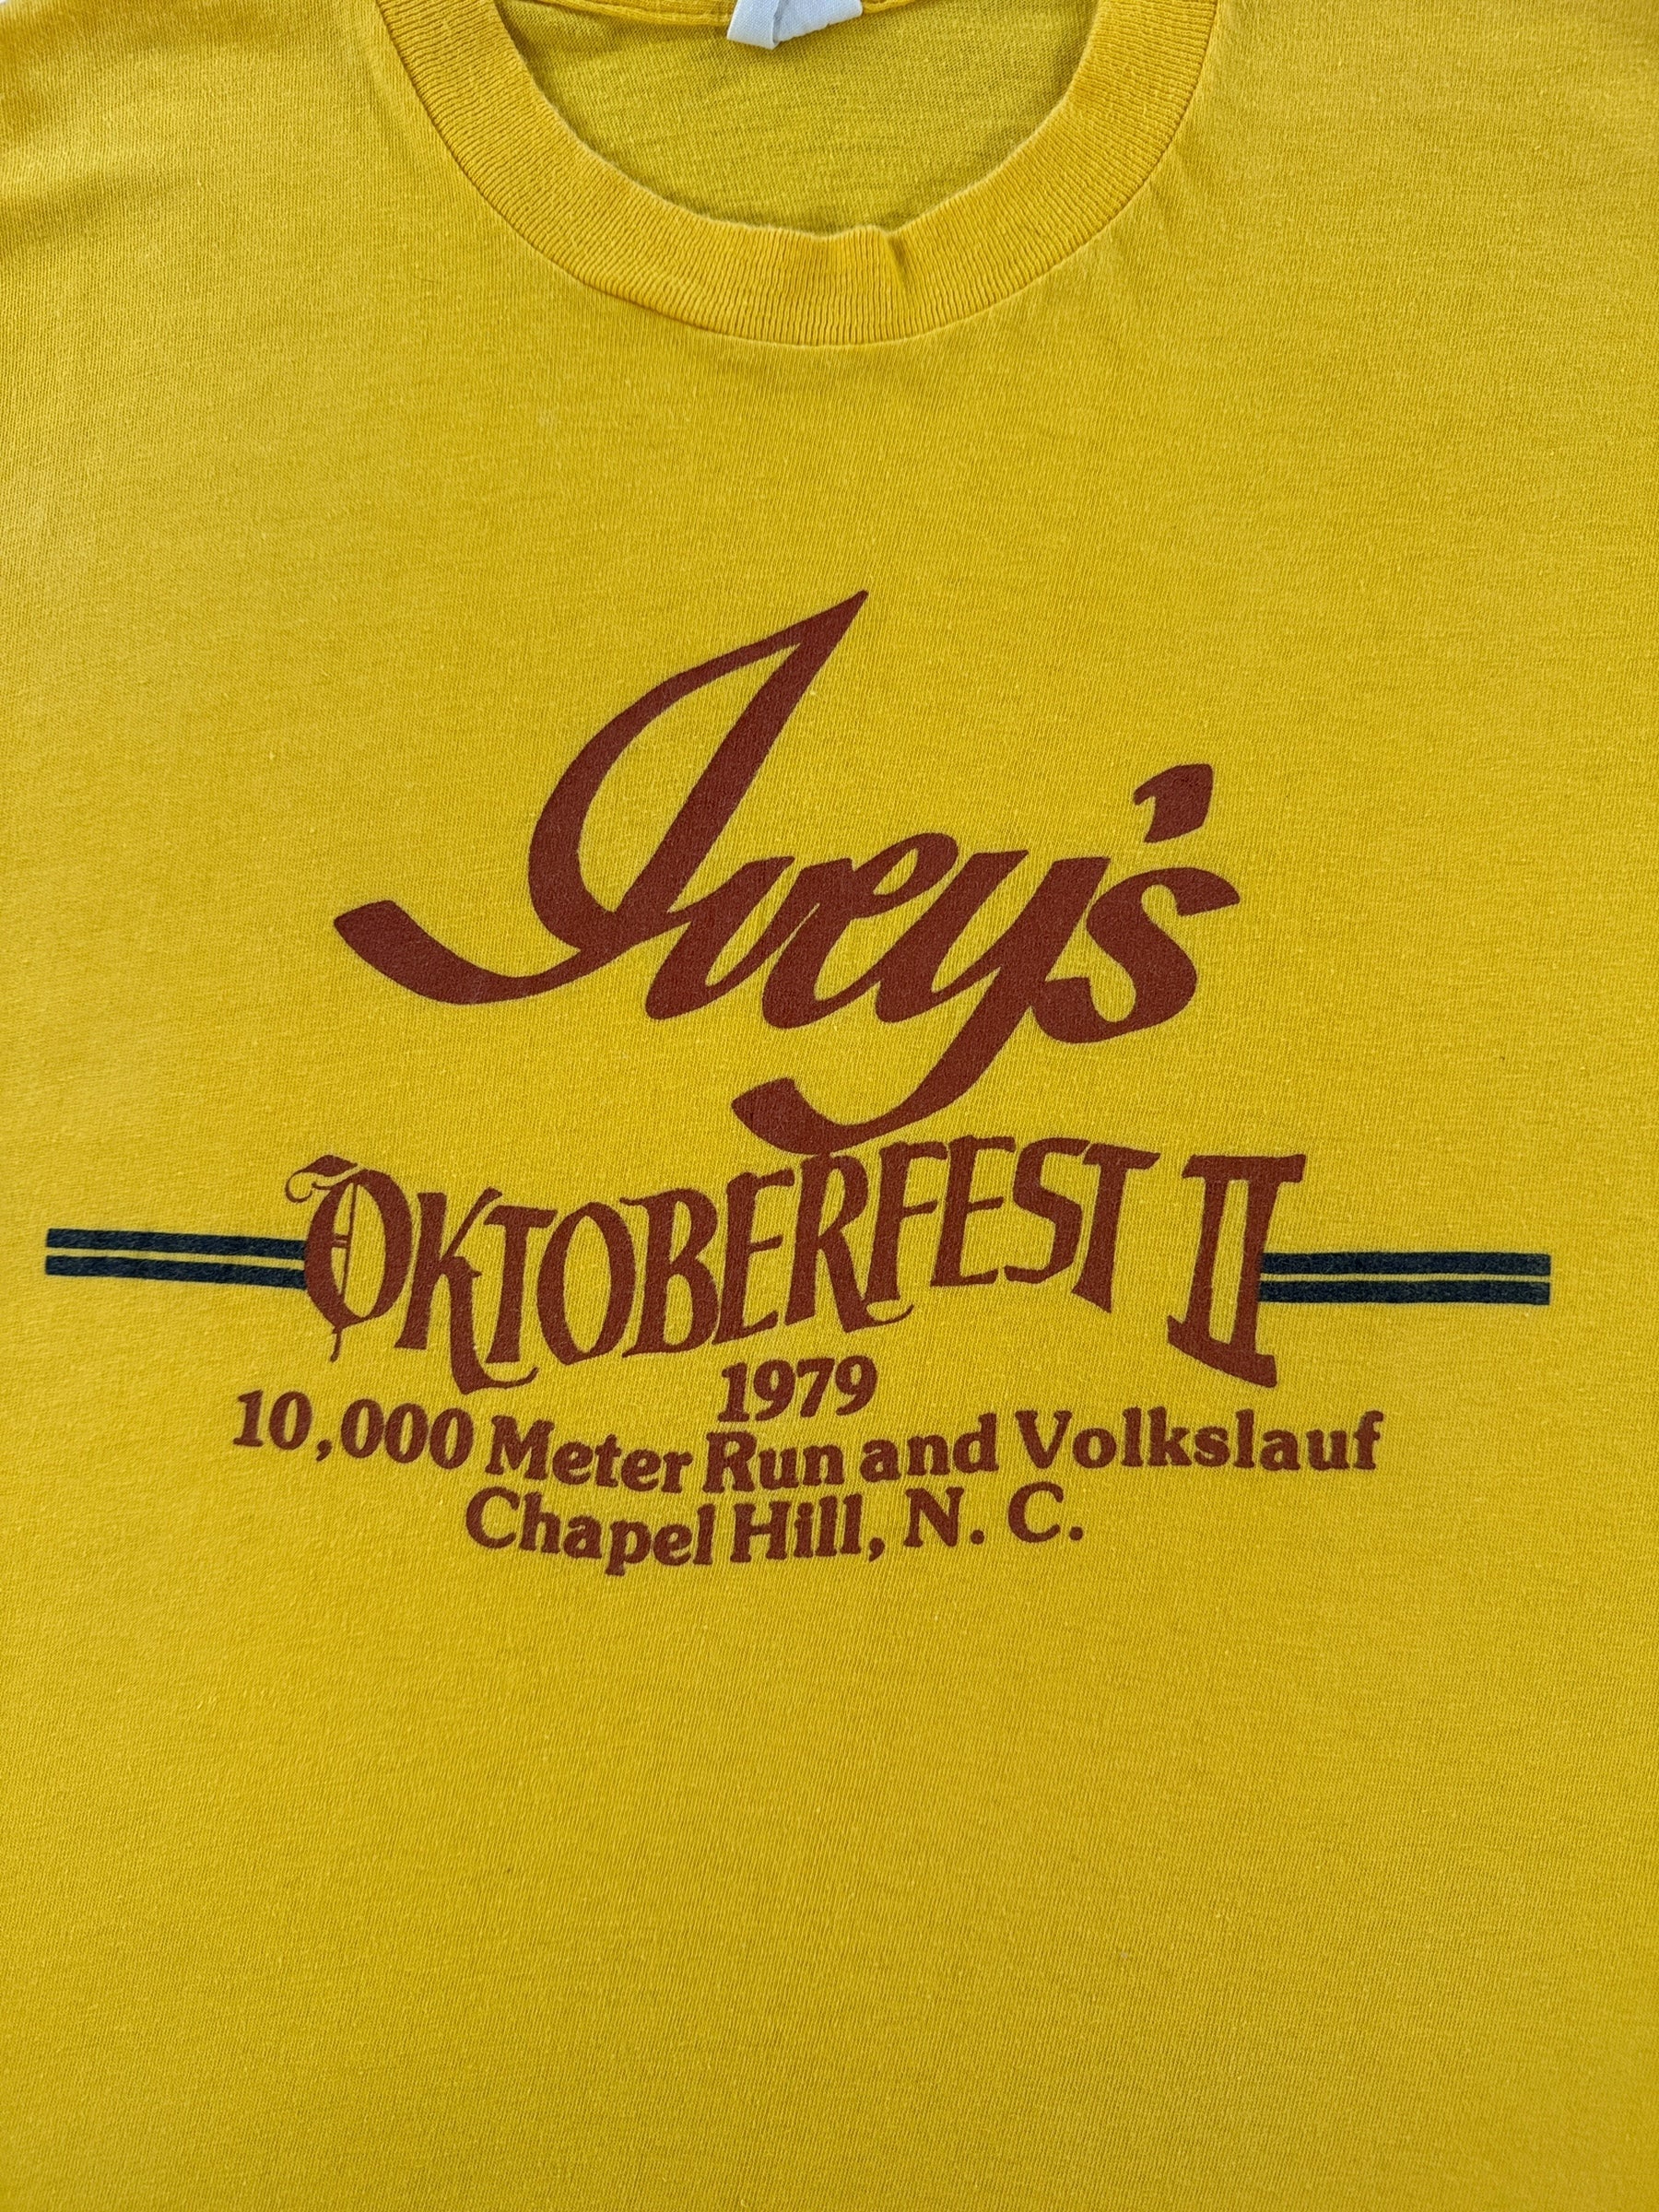 Ivey's
OKTOBERFEST II
1979
10,000 Meter Run and Volkslauf
Chapel Hill, N. C.